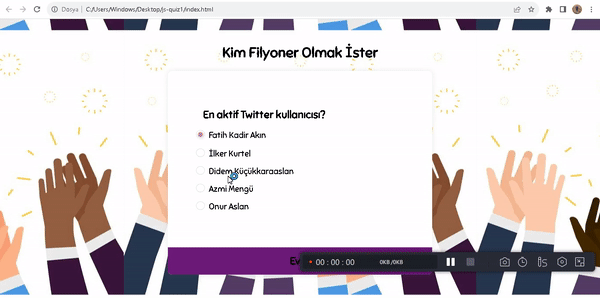 Dosya | C:/Users/Windows/Desktop/js-quiz1/index.html
Kim Filyoner Olmak İster
En aktif Twitter kullanıcısı?
Fatih Kadir Akın
İlker Kurtel
Didem Küçükkaraaslan
Azmi Mengü
Onur Aslan
00 : 00 : 00
0KB /0KB